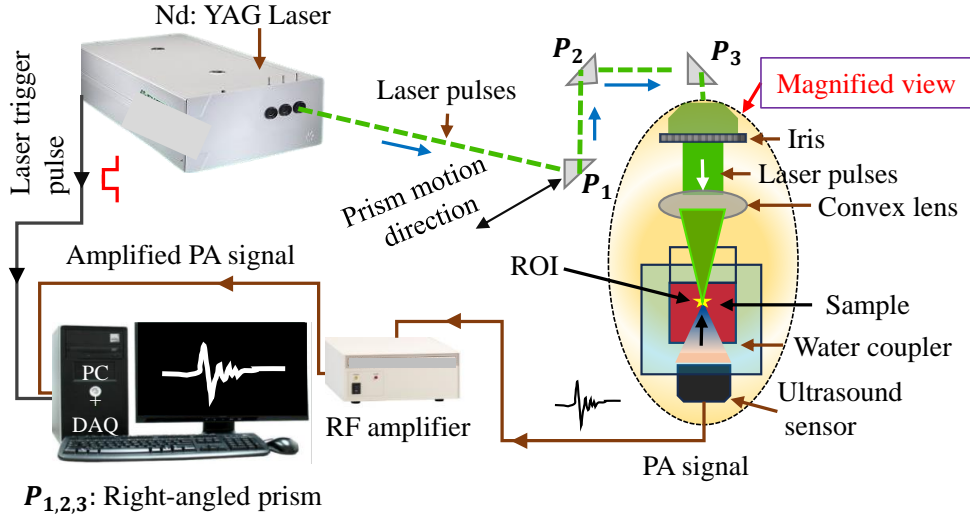 Nd: YAG Laser
P2
P3
Magnified view
Laser trigger
pulse
Laser pulses
Iris
P1
Laser pulses
Prism motion
direction
Convex lens
Amplified PA signal
ROI
Sample
Water coupler
PC
DAQ
Ultrasound
sensor
RF amplifier
PA signal
P1,2,3: Right-angled prism